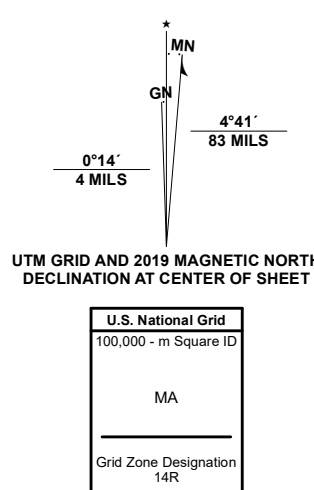 ★
MN
GN
4°41´
83 MILS
0°14´
4 MILS
UTM GRID AND 2019 MAGNETIC NORTH
DECLINATION AT CENTER OF SHEET
U.S. National Grid
100,000 - m Square ID
MA
Grid Zone Designation
14R